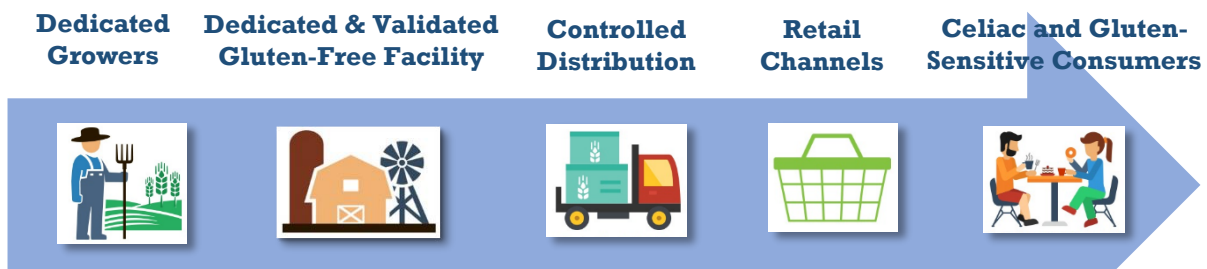 Dedicated
Growers
Dedicated & Validated
Gluten-Free Facility
Controlled
Distribution
Retail
Channels
Celiac and Gluten-
Sensitive Consumers